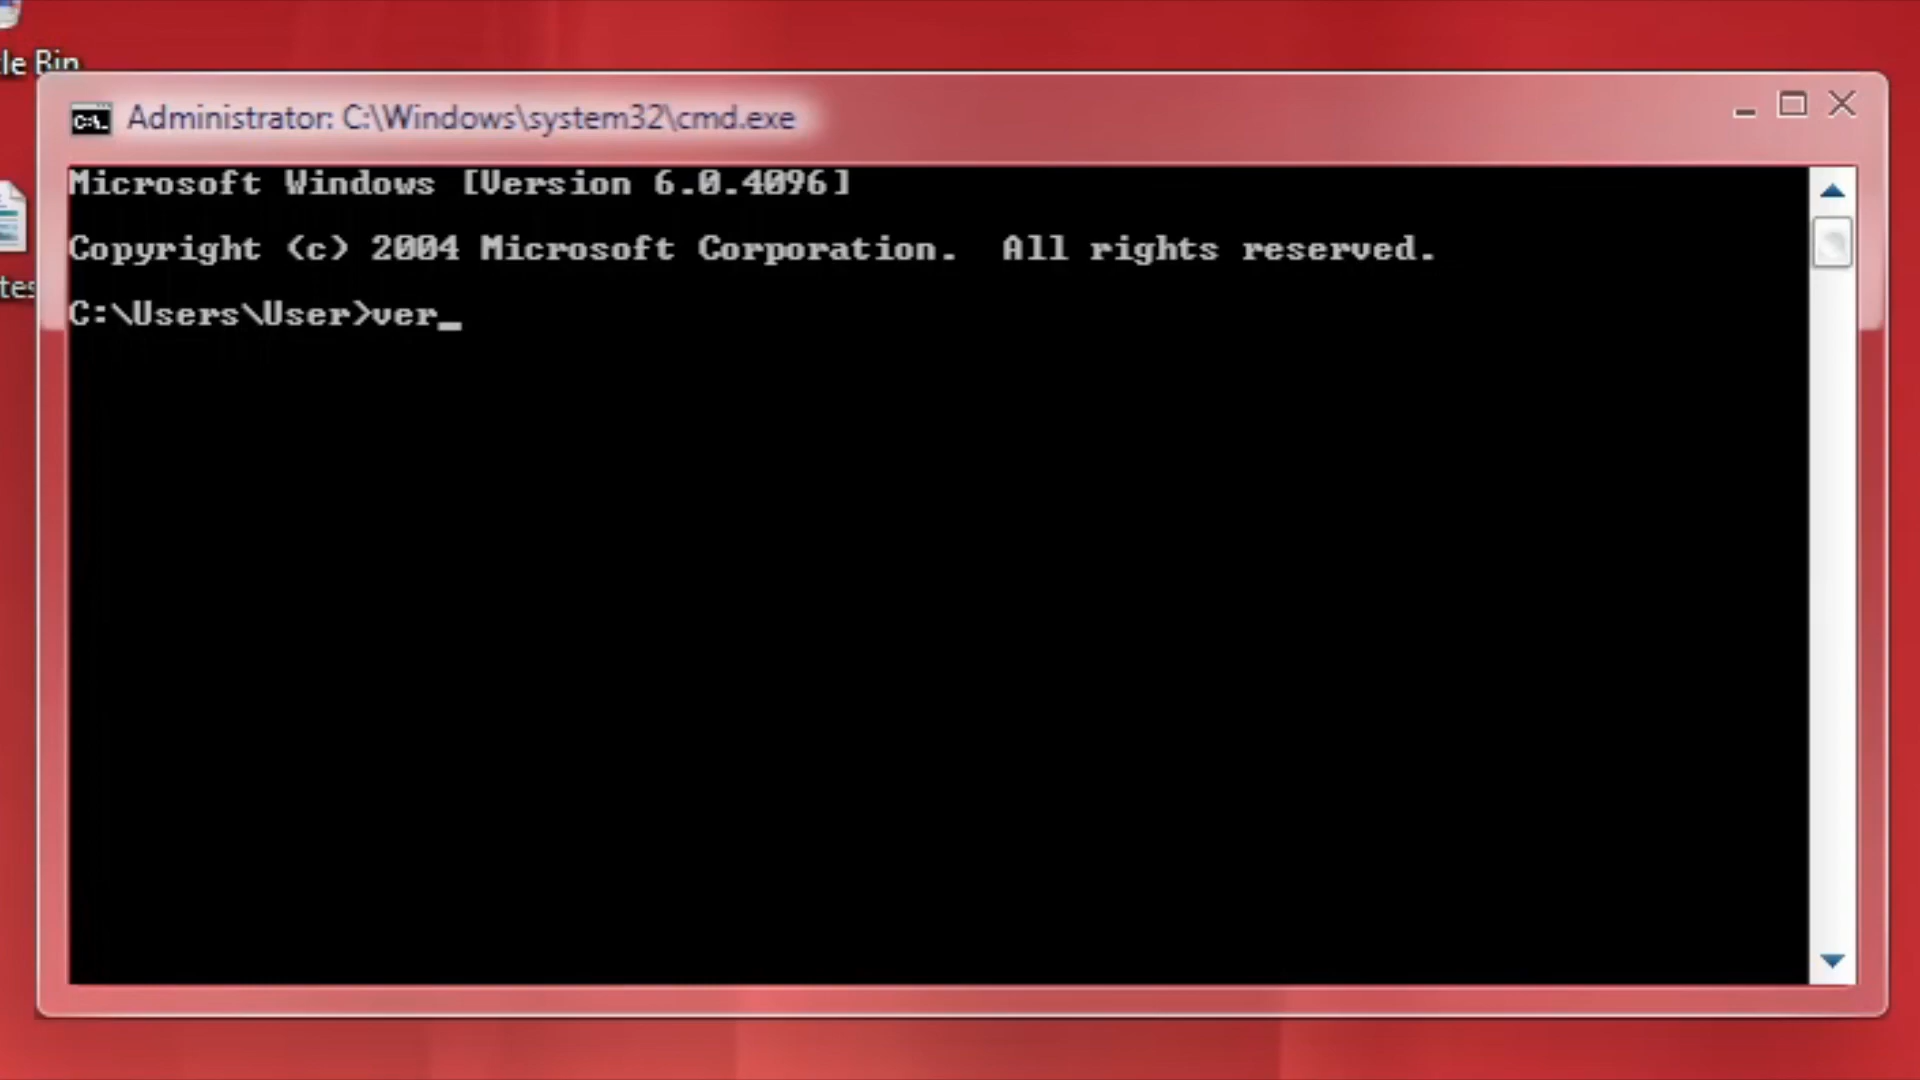 le Bin
Administrator: C:\Windows\system32\cmd.exe
C:\.
Microsoft Windows [Version 6.0.4096]
Copyright (c) 2004 Microsoft Corporation.  All rights reserved.
tes
C:\Users\User>ver_